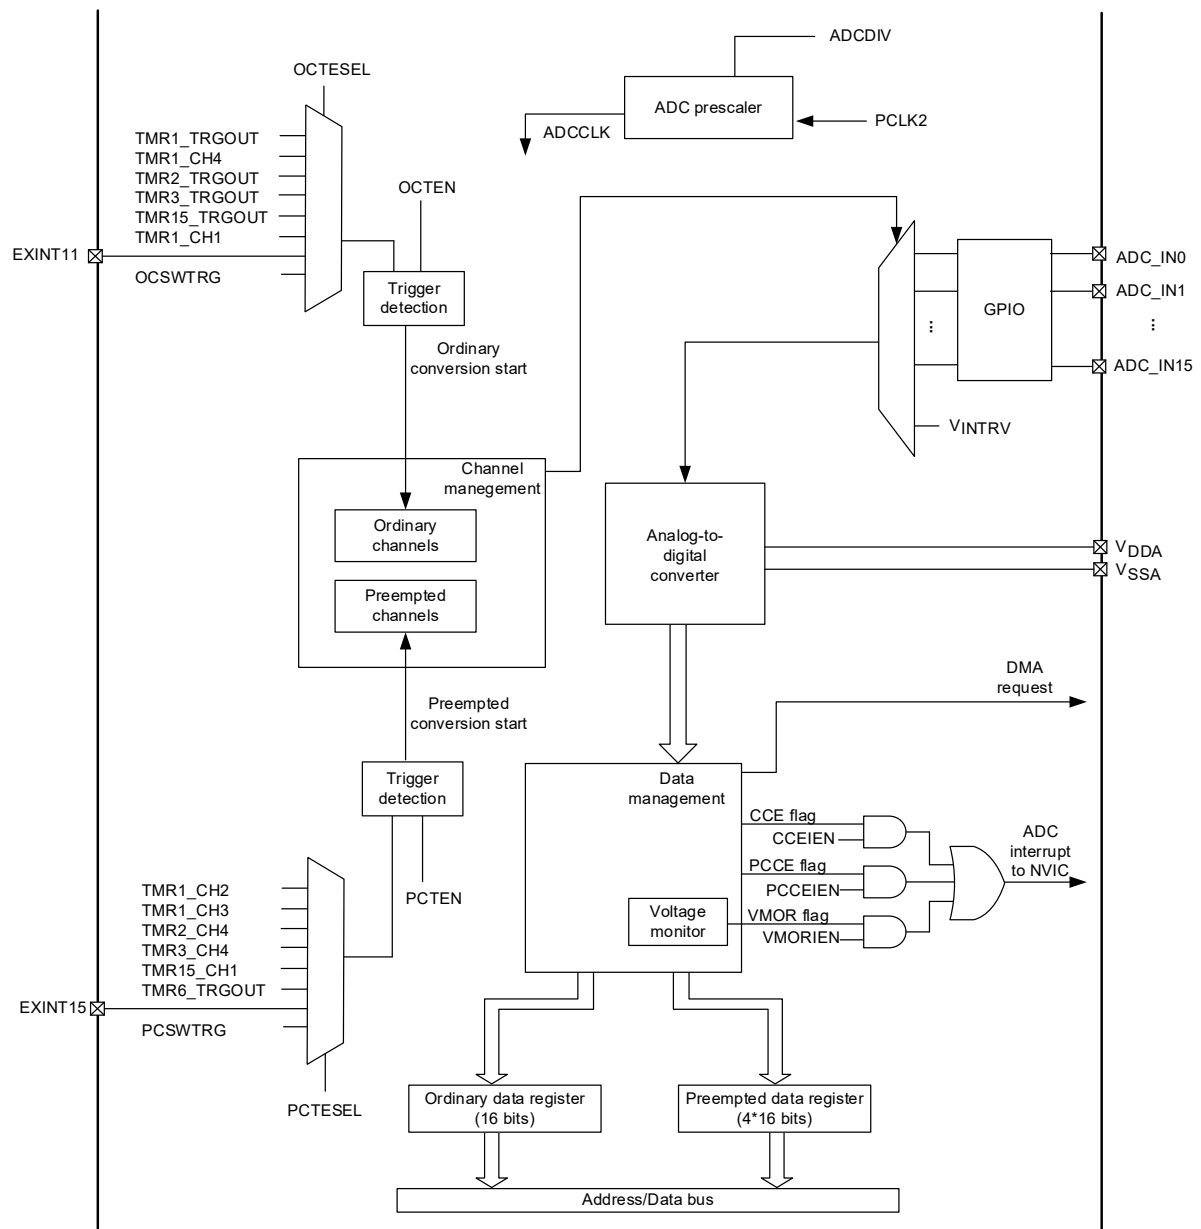 ADCDIV
OCTESEL
ADC prescaler
PCLK2
ADCCLK
TMR1_TRGOUT
TMR1_CH4
TMR2_TRGOUT
TMR3_TRGOUT
TMR15_TRGOUT
TMR1_CH1
EXINT11
OCSWTRG
OCTEN
Trigger
detection
Ordinary
conversion start
ADC_IN0
ADC_IN1
...
ADC_IN15
GPIO
...
VINTRV
Channel
manegement
Ordinary
channels
Preempted
channels
Analog-to-
digital
converter
VDDA
VSSA
Preempted
conversion start
DMA
request
Trigger
detection
PCTEN
Data
management
CCE flag
CCEIEN
PCCE flag
PCCEIEN
Voltage
monitor
VMOR flag
VMORIEN
ADC
interrupt
to NVIC
TMR1_CH2
TMR1_CH3
TMR2_CH4
TMR3_CH4
TMR15_CH1
TMR6_TRGOUT
EXINT15
PCSWTRG
PCTESEL
Ordinary data register
(16 bits)
Preempted data register
(4*16 bits)
Address/Data bus